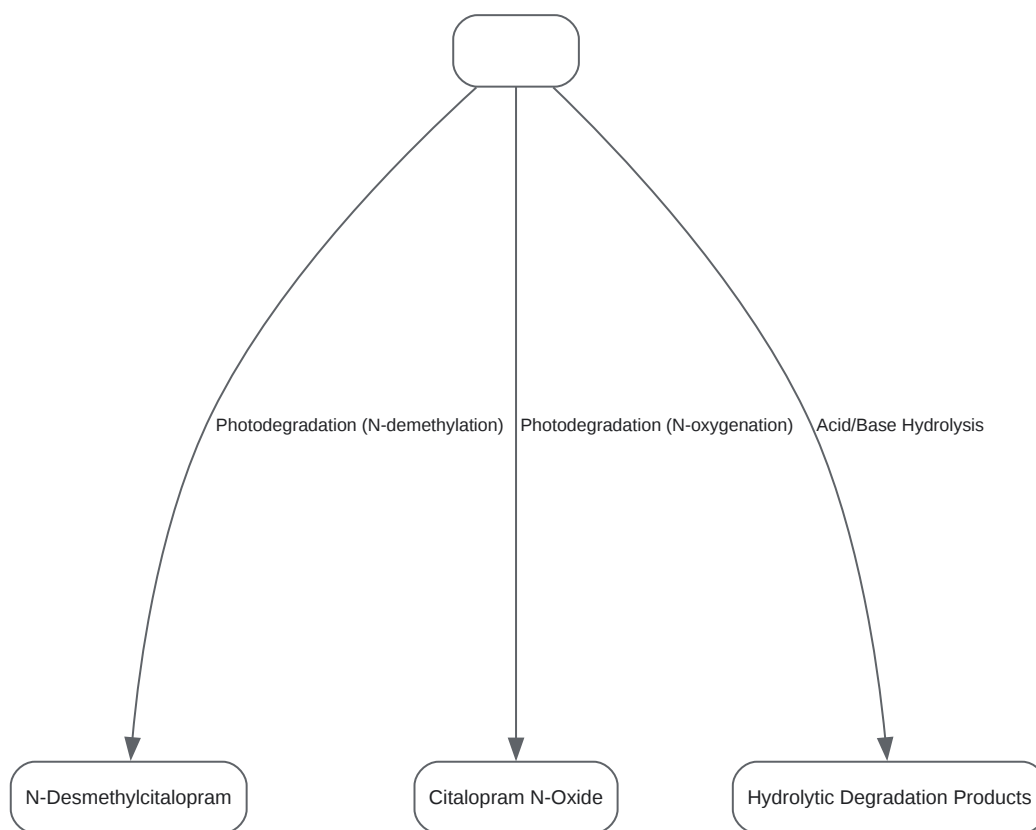 Photodegradation (N-demethylation)
Photodegradation (N-oxygenation)
Acid/Base Hydrolysis
N-Desmethylcitalopram
Citalopram N-Oxide
Hydrolytic Degradation Products